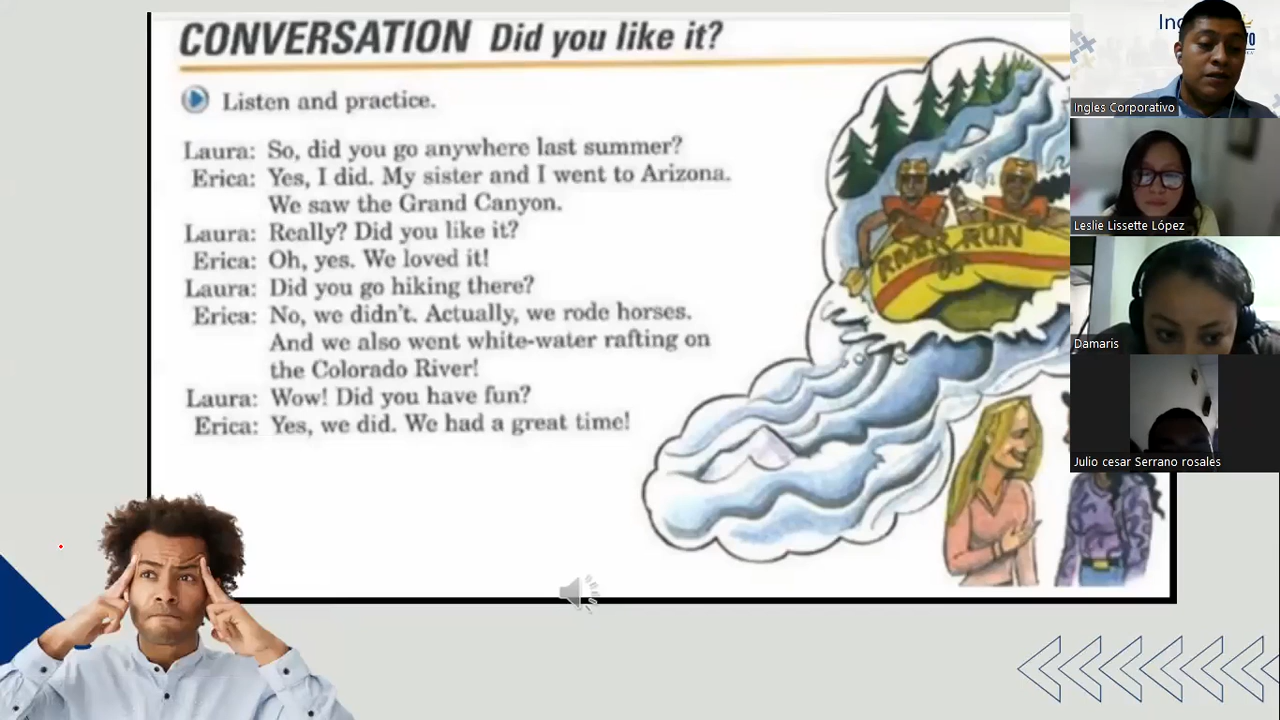 CONVERSATION Did you like it?
Listen and practice.
Laura: So, did you go anywhere last summer?
Erica: Yes, I did. My sister and I went to Arizona.
We saw the Grand Canyon.
Laura: Really? Did you like it?
Erica: Oh, yes. We loved it!
Laura: Did you go hiking there?
Erica: No, we didn't. Actually, we rode horses.
And we also went white-water rafting on
the Colorado River!
Laura: Wow! Did you have fun?
Erica: Yes, we did. We had a great time!
RUN
Ingles Corporativo
Leslie Lissette López
Damaris
Julio cesar Serrano rosales